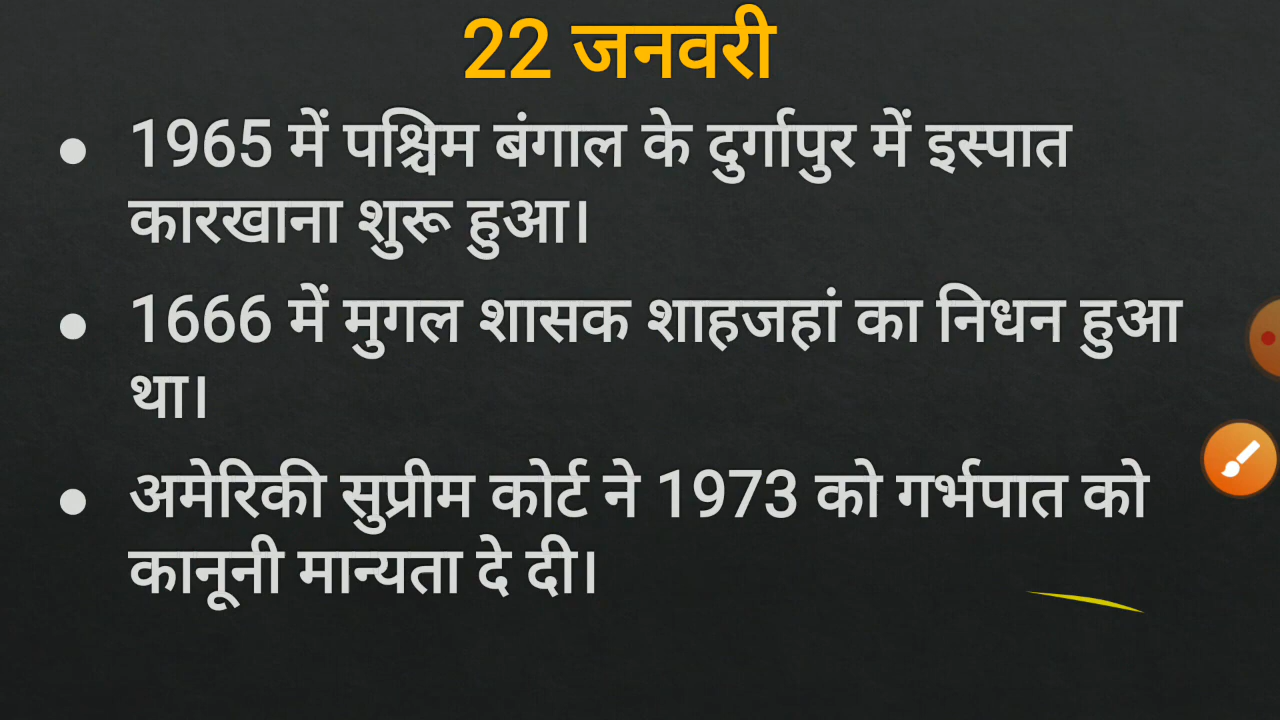 22 जनवरी
● 1965 में पश्चिम बंगाल के दुर्गापुर में इस्पात
कारखाना शुरू हुआ।
● 1666 में मुगल शासक शाहजहां का निधन हुआ
था।
● अमेरिकी सुप्रीम कोर्ट ने 1973 को गर्भपात को
कानूनी मान्यता दे दी।